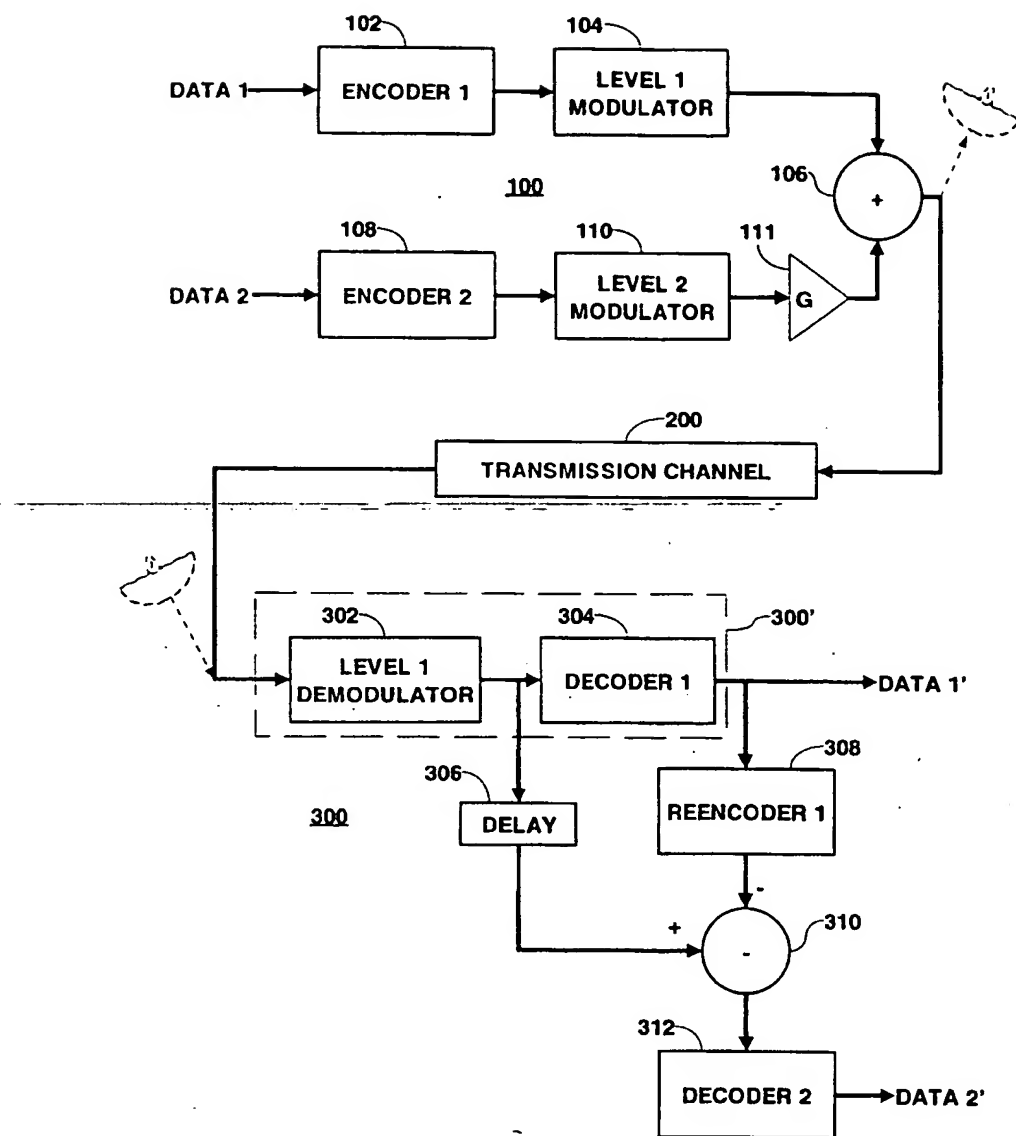 102
104
DATA 1
ENCODER 1
LEVEL 1
MODULATOR
106
+
100
108
110
111
DATA 2
ENCODER 2
LEVEL 2
MODULATOR
G
200
TRANSMISSION CHANNEL
302
304
300'
LEVEL 1
DEMODULATOR
DECODER 1
DATA 1'
306
308
300
DELAY
REENCODER 1
-
+
310
-
312
DECODER 2
DATA 2'